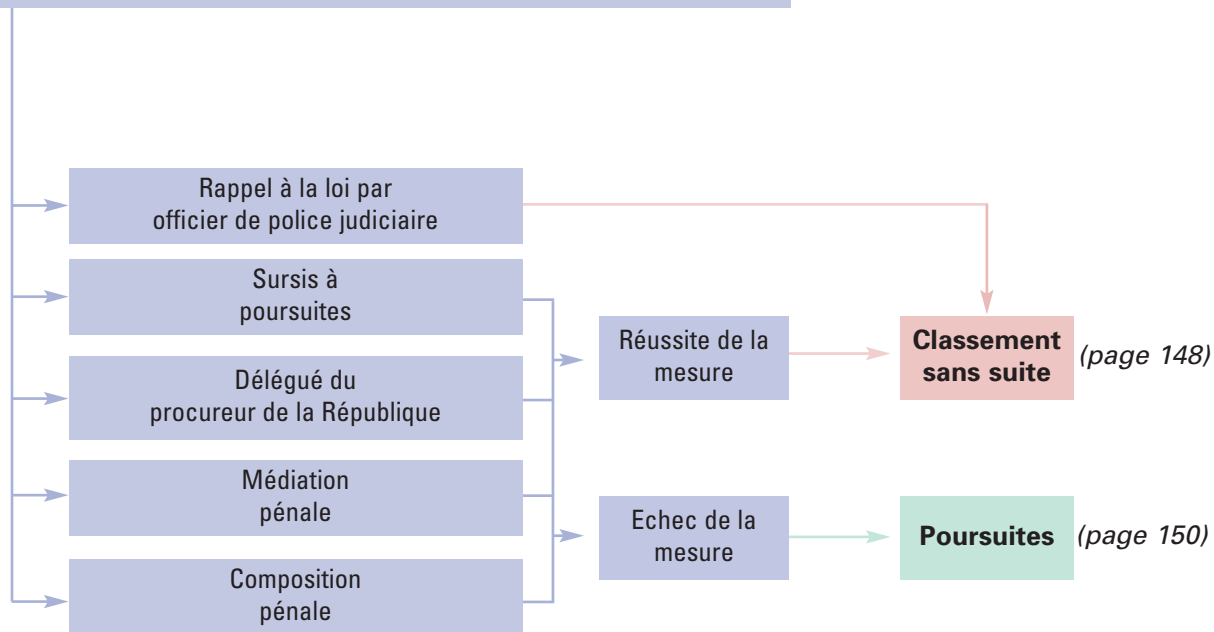 Rappel à la loi par
officier de police judiciaire
Sursis à
poursuites
Délégué du
procureur de la République
Médiation
pénale
Composition
pénale
Réussite de la
mesure
Echec de la
mesure
Classement
sans suite
(page 148)
Poursuites
(page 150)